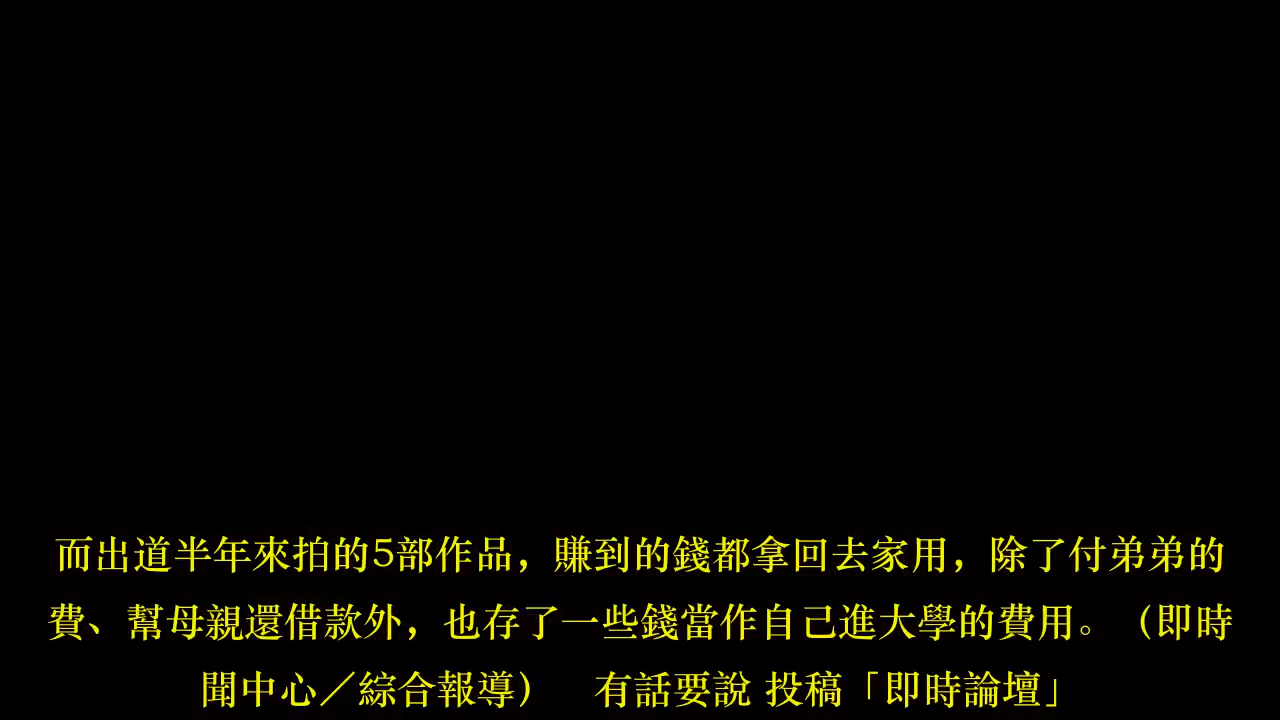 而出道半年來拍的5部作品，賺到的錢都拿回去家用，除了付弟弟的
費、幫母親還借款外，也存了一些錢當作自己進大學的費用。（即時
聞中心／綜合報導）　有話要說 投稿「即時論壇」